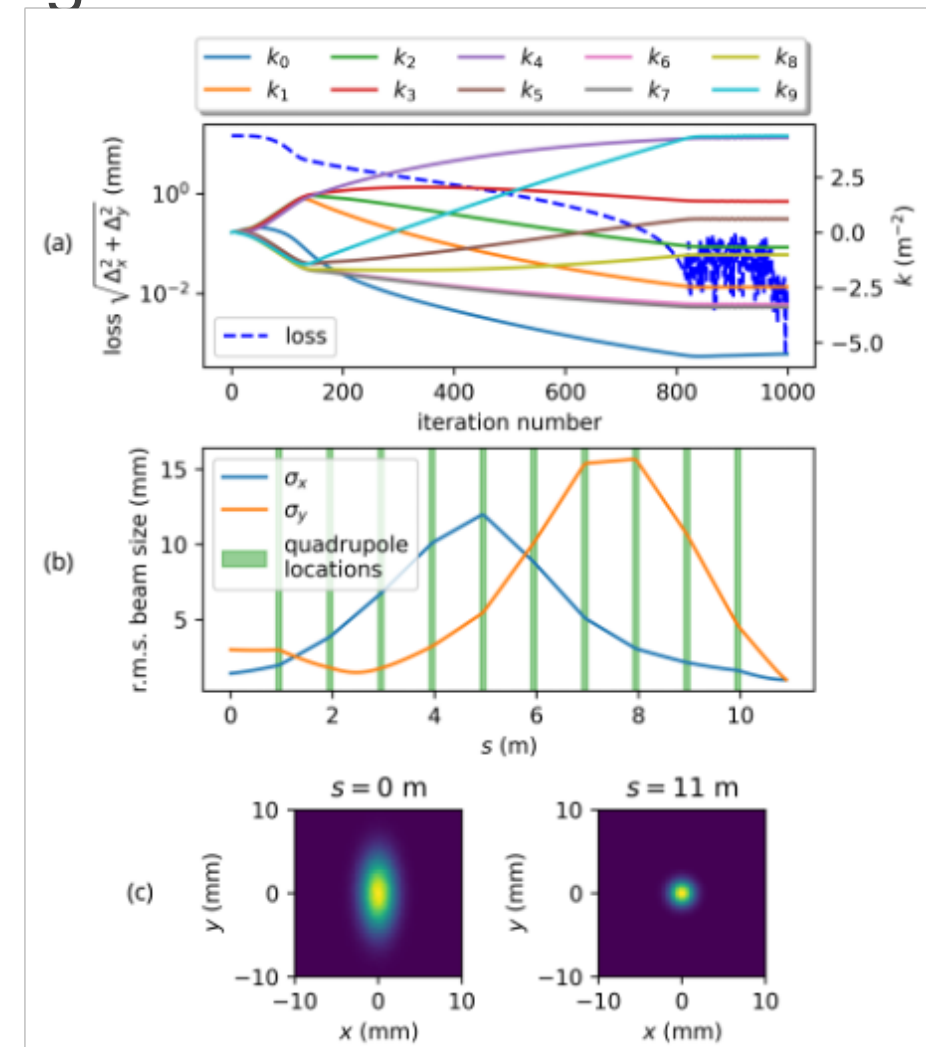 k₀ k₂ k₄ k₆ k₈
k₁ k₃ k₅ k₇ k₉
(a)
loss √Δₓ² + Δᵧ² (mm)
10⁰
10⁻²
loss
2.5
0.0
−2.5
−5.0
k (m⁻²)
0 200 400 600 800 1000
iteration number
(b)
r.m.s. beam size (mm)
15
10
5
σₓ
σᵧ
quadrupole
locations
0 2 4 6 8 10
s (m)
(c)
s = 0 m
y (mm)
10
0
−10
−10 0 10
x (mm)
s = 11 m
y (mm)
10
0
−10
−10 0 10
x (mm)